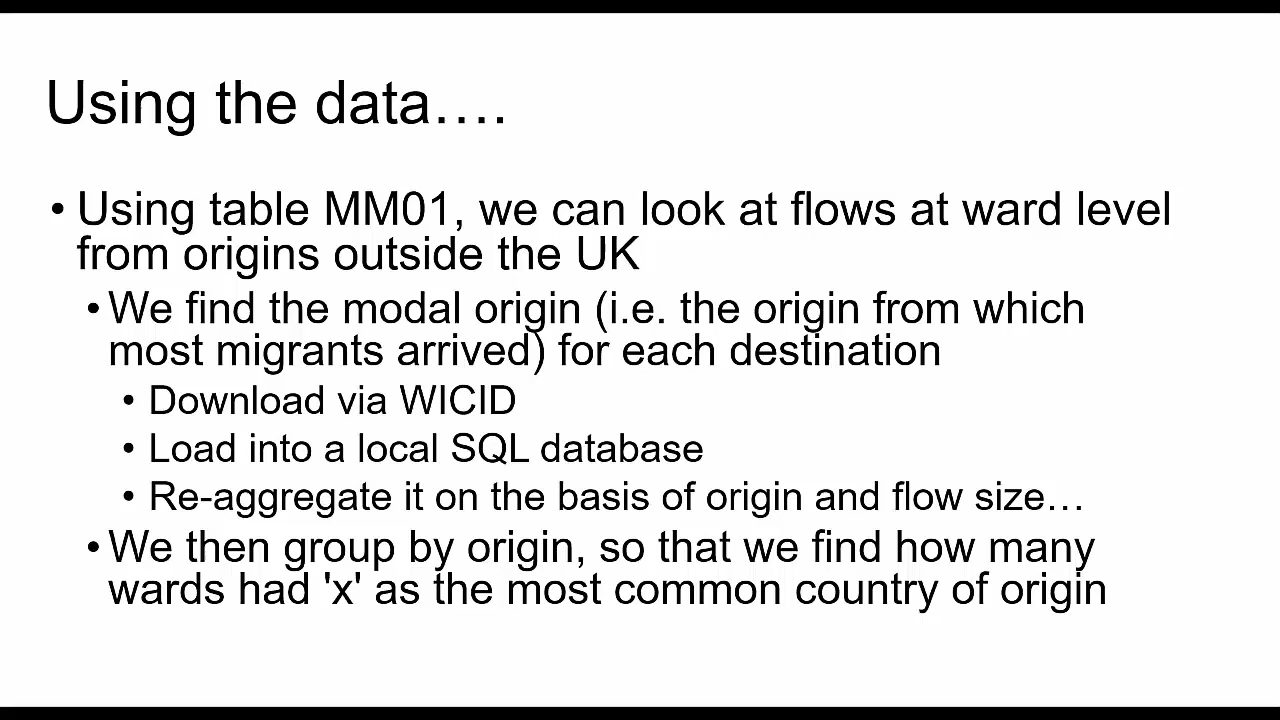 Using the data….
• Using table MM01, we can look at flows at ward level
from origins outside the UK
• We find the modal origin (i.e. the origin from which
most migrants arrived) for each destination
• Download via WICID
• Load into a local SQL database
• Re-aggregate it on the basis of origin and flow size…
• We then group by origin, so that we find how many
wards had 'x' as the most common country of origin